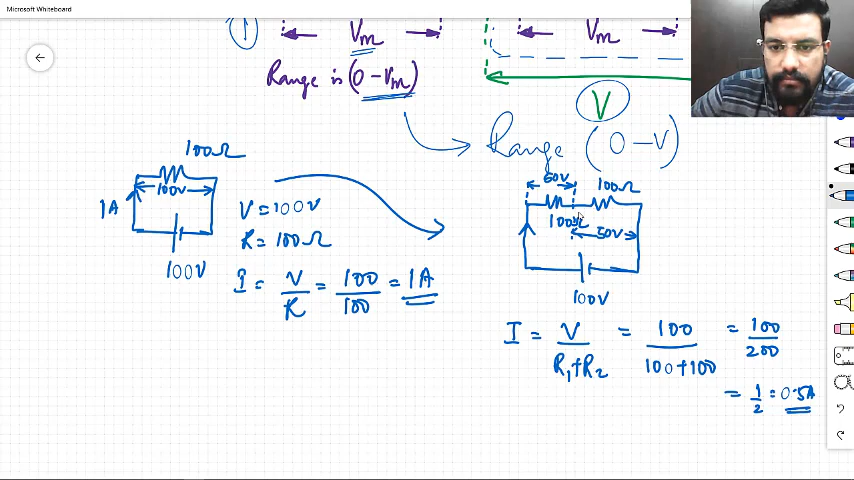 Microsoft Whiteboard
1
Vm
Vm
Range is (0 - Vm)
V
Range (0 - V)
100Ω
100V
1A
100V
V = 100V
R = 100Ω
I = V/R = 100/100 = 1A
50V
100Ω
100Ω
50V
100V
I = V/R1+R2 = 100/100+100 = 100/200
= 1/2 = 0.5A